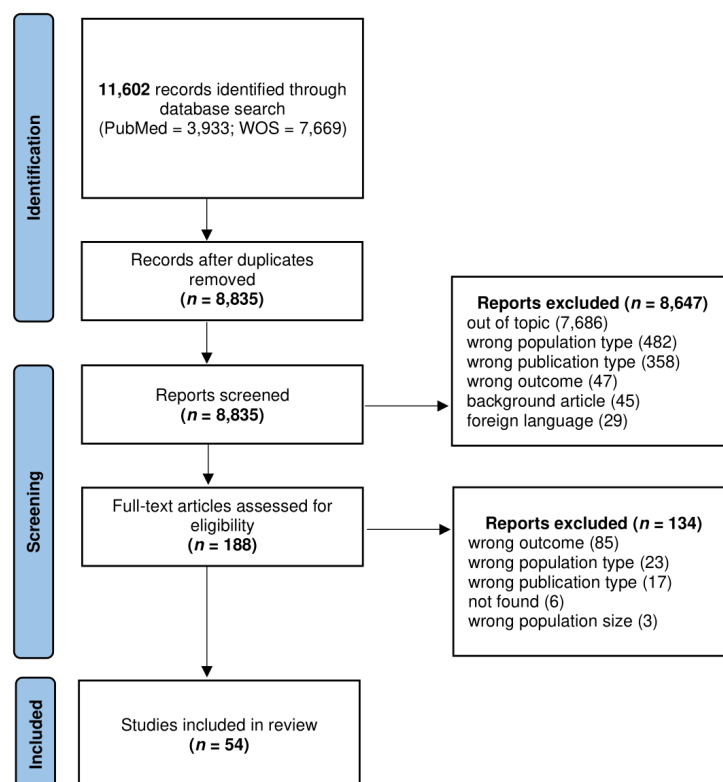 Identification
11,602 records identified through
database search
(PubMed = 3,933; WOS = 7,669)
Records after duplicates
removed
(n = 8,835)
Screening
Reports screened
(n = 8,835)
Reports excluded (n = 8,647)
out of topic (7,686)
wrong population type (482)
wrong publication type (358)
wrong outcome (47)
background article (45)
foreign language (29)
Full-text articles assessed for
eligibility
(n = 188)
Reports excluded (n = 134)
wrong outcome (85)
wrong population type (23)
wrong publication type (17)
not found (6)
wrong population size (3)
Included
Studies included in review
(n = 54)